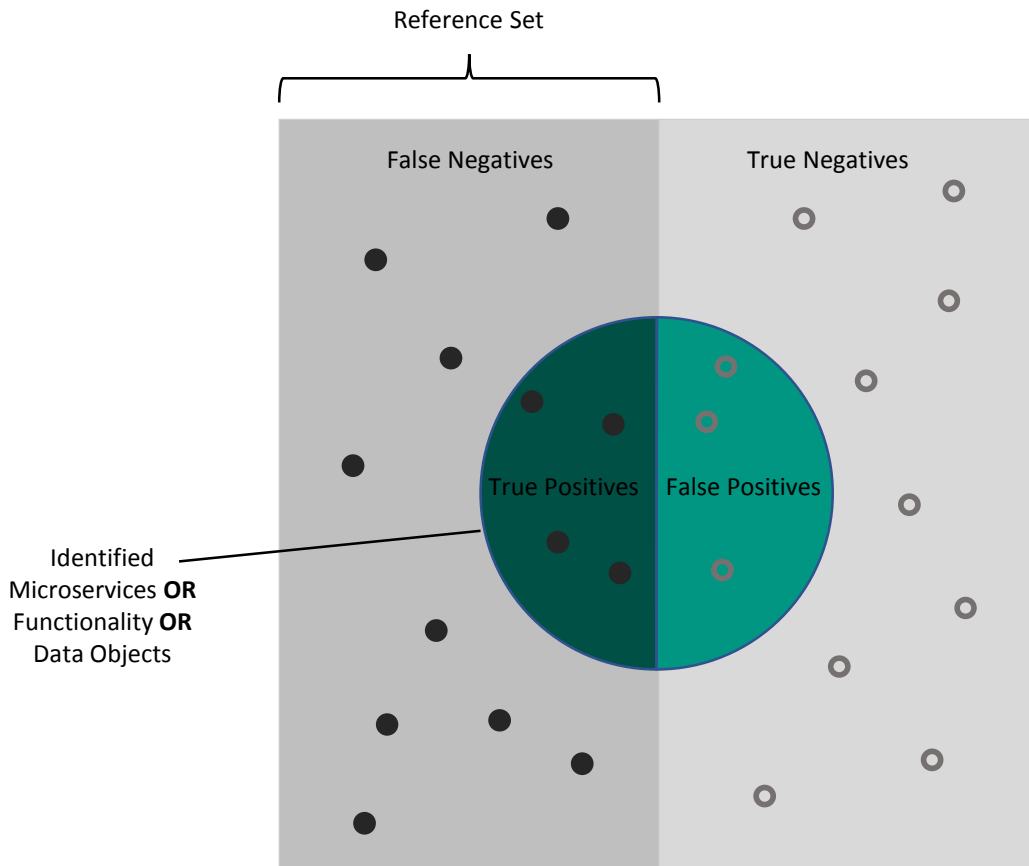 Reference Set
False Negatives
True Negatives
True Positives
False Positives
Identified
Microservices OR
Functionality OR
Data Objects